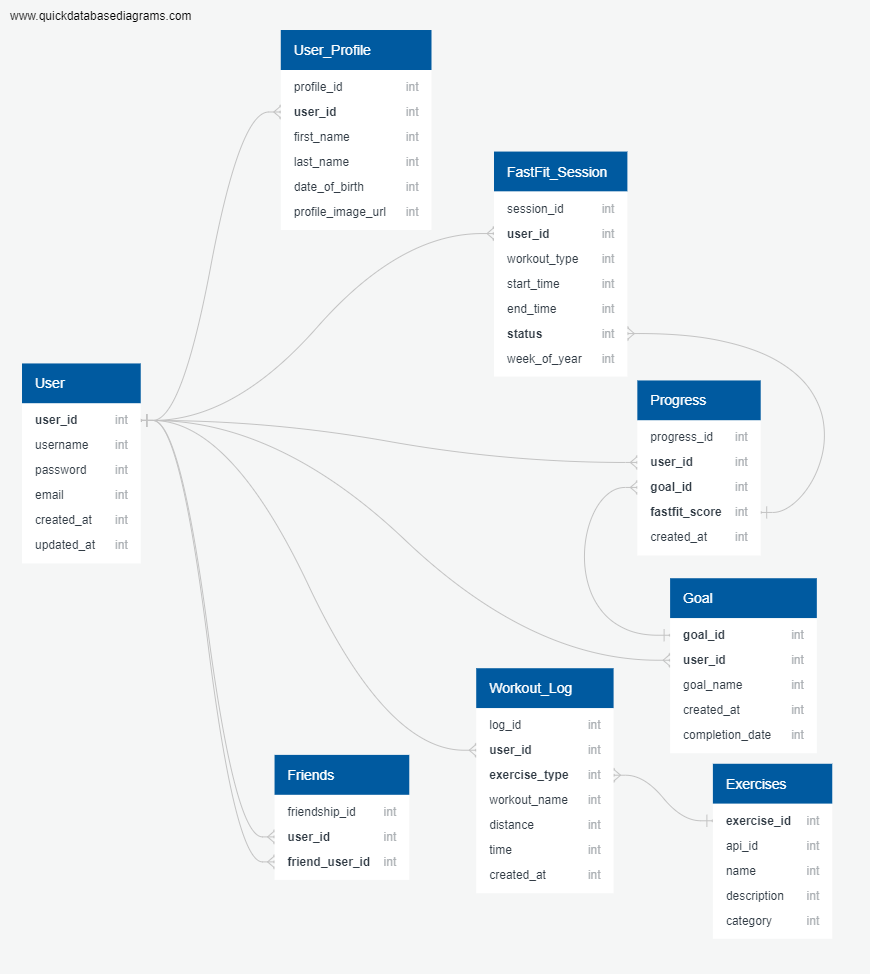 www.quickdatabasediagrams.com
User_Profile
profile_id int
user_id int
first_name int
last_name int
date_of_birth int
profile_image_url int
FastFit_Session
session_id int
user_id int
workout_type int
start_time int
end_time int
status int
week_of_year int
User
user_id int
username int
password int
email int
created_at int
updated_at int
Progress
progress_id int
user_id int
goal_id int
fastfit_score int
created_at int
Goal
goal_id int
user_id int
goal_name int
created_at int
completion_date int
Workout_Log
log_id int
user_id int
exercise_type int
workout_name int
distance int
time int
created_at int
Friends
friendship_id int
user_id int
friend_user_id int
Exercises
exercise_id int
api_id int
name int
description int
category int